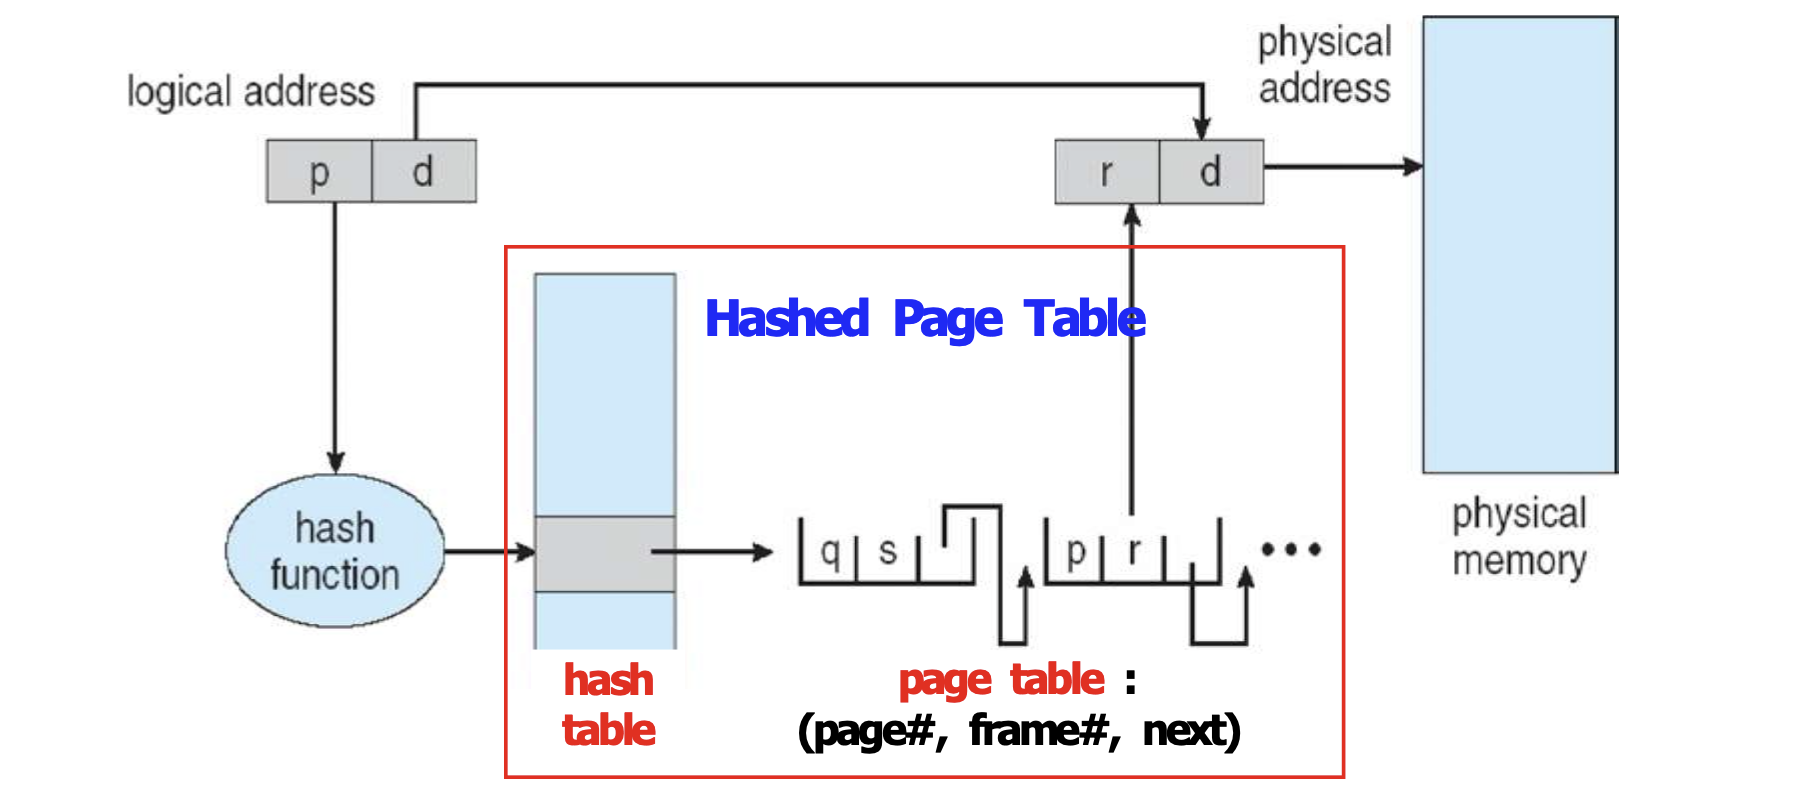 logical address
physical
address
p
d
r
d
Hashed Page Table
hash
function
q
s
p
r
physical
memory
hash
table
page table :
(page#, frame#, next)